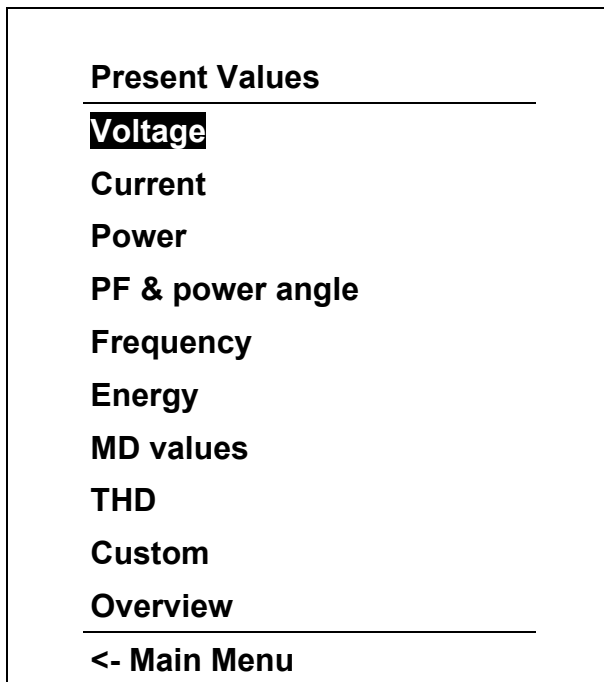 Present Values
Voltage
Current
Power
PF & power angle
Frequency
Energy
MD values
THD
Custom
Overview
<- Main Menu